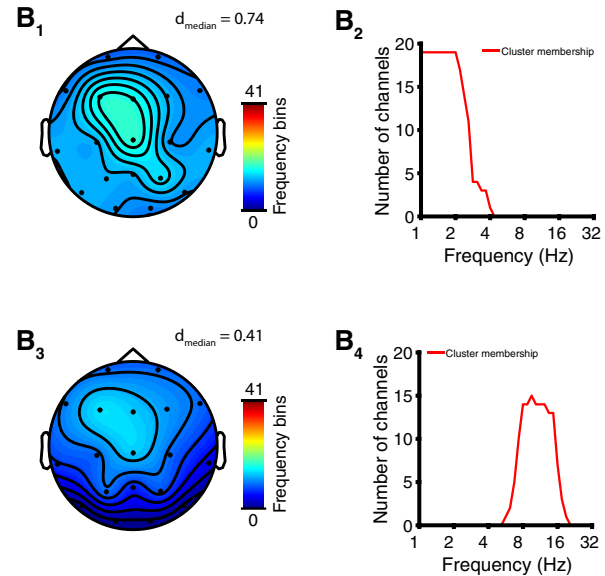 B1
dmedian = 0.74
41
Frequency bins
0
B2
Cluster membership
Number of channels
20
15
10
5
0
1 2 4 8 16 32
Frequency (Hz)
B3
dmedian = 0.41
41
Frequency bins
0
B4
Cluster membership
Number of channels
20
15
10
5
0
1 2 4 8 16 32
Frequency (Hz)